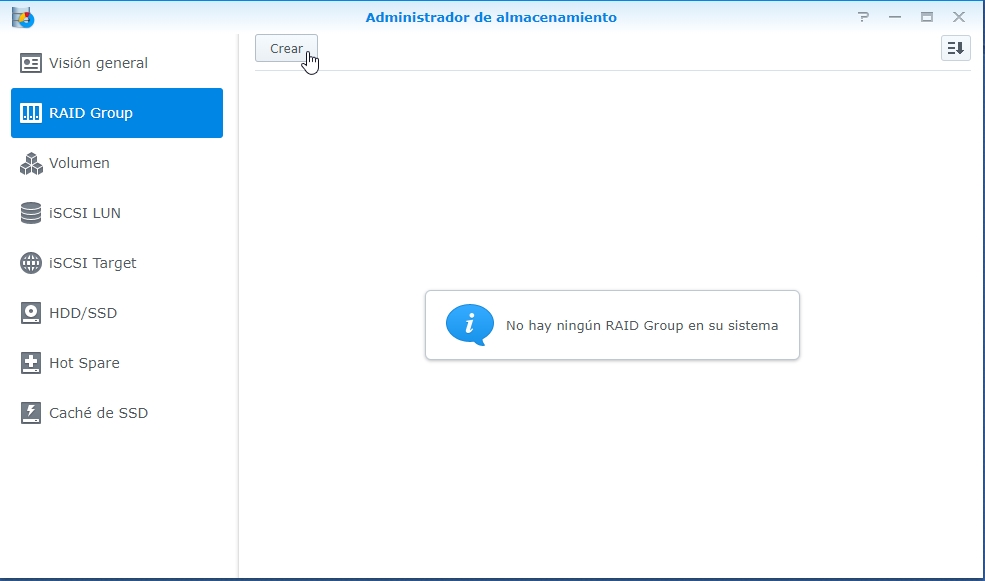 Administrador de almacenamiento
Visión general
RAID Group
Volumen
iSCSI LUN
iSCSI Target
HDD/SSD
Hot Spare
Caché de SSD
Crear
No hay ningún RAID Group en su sistema